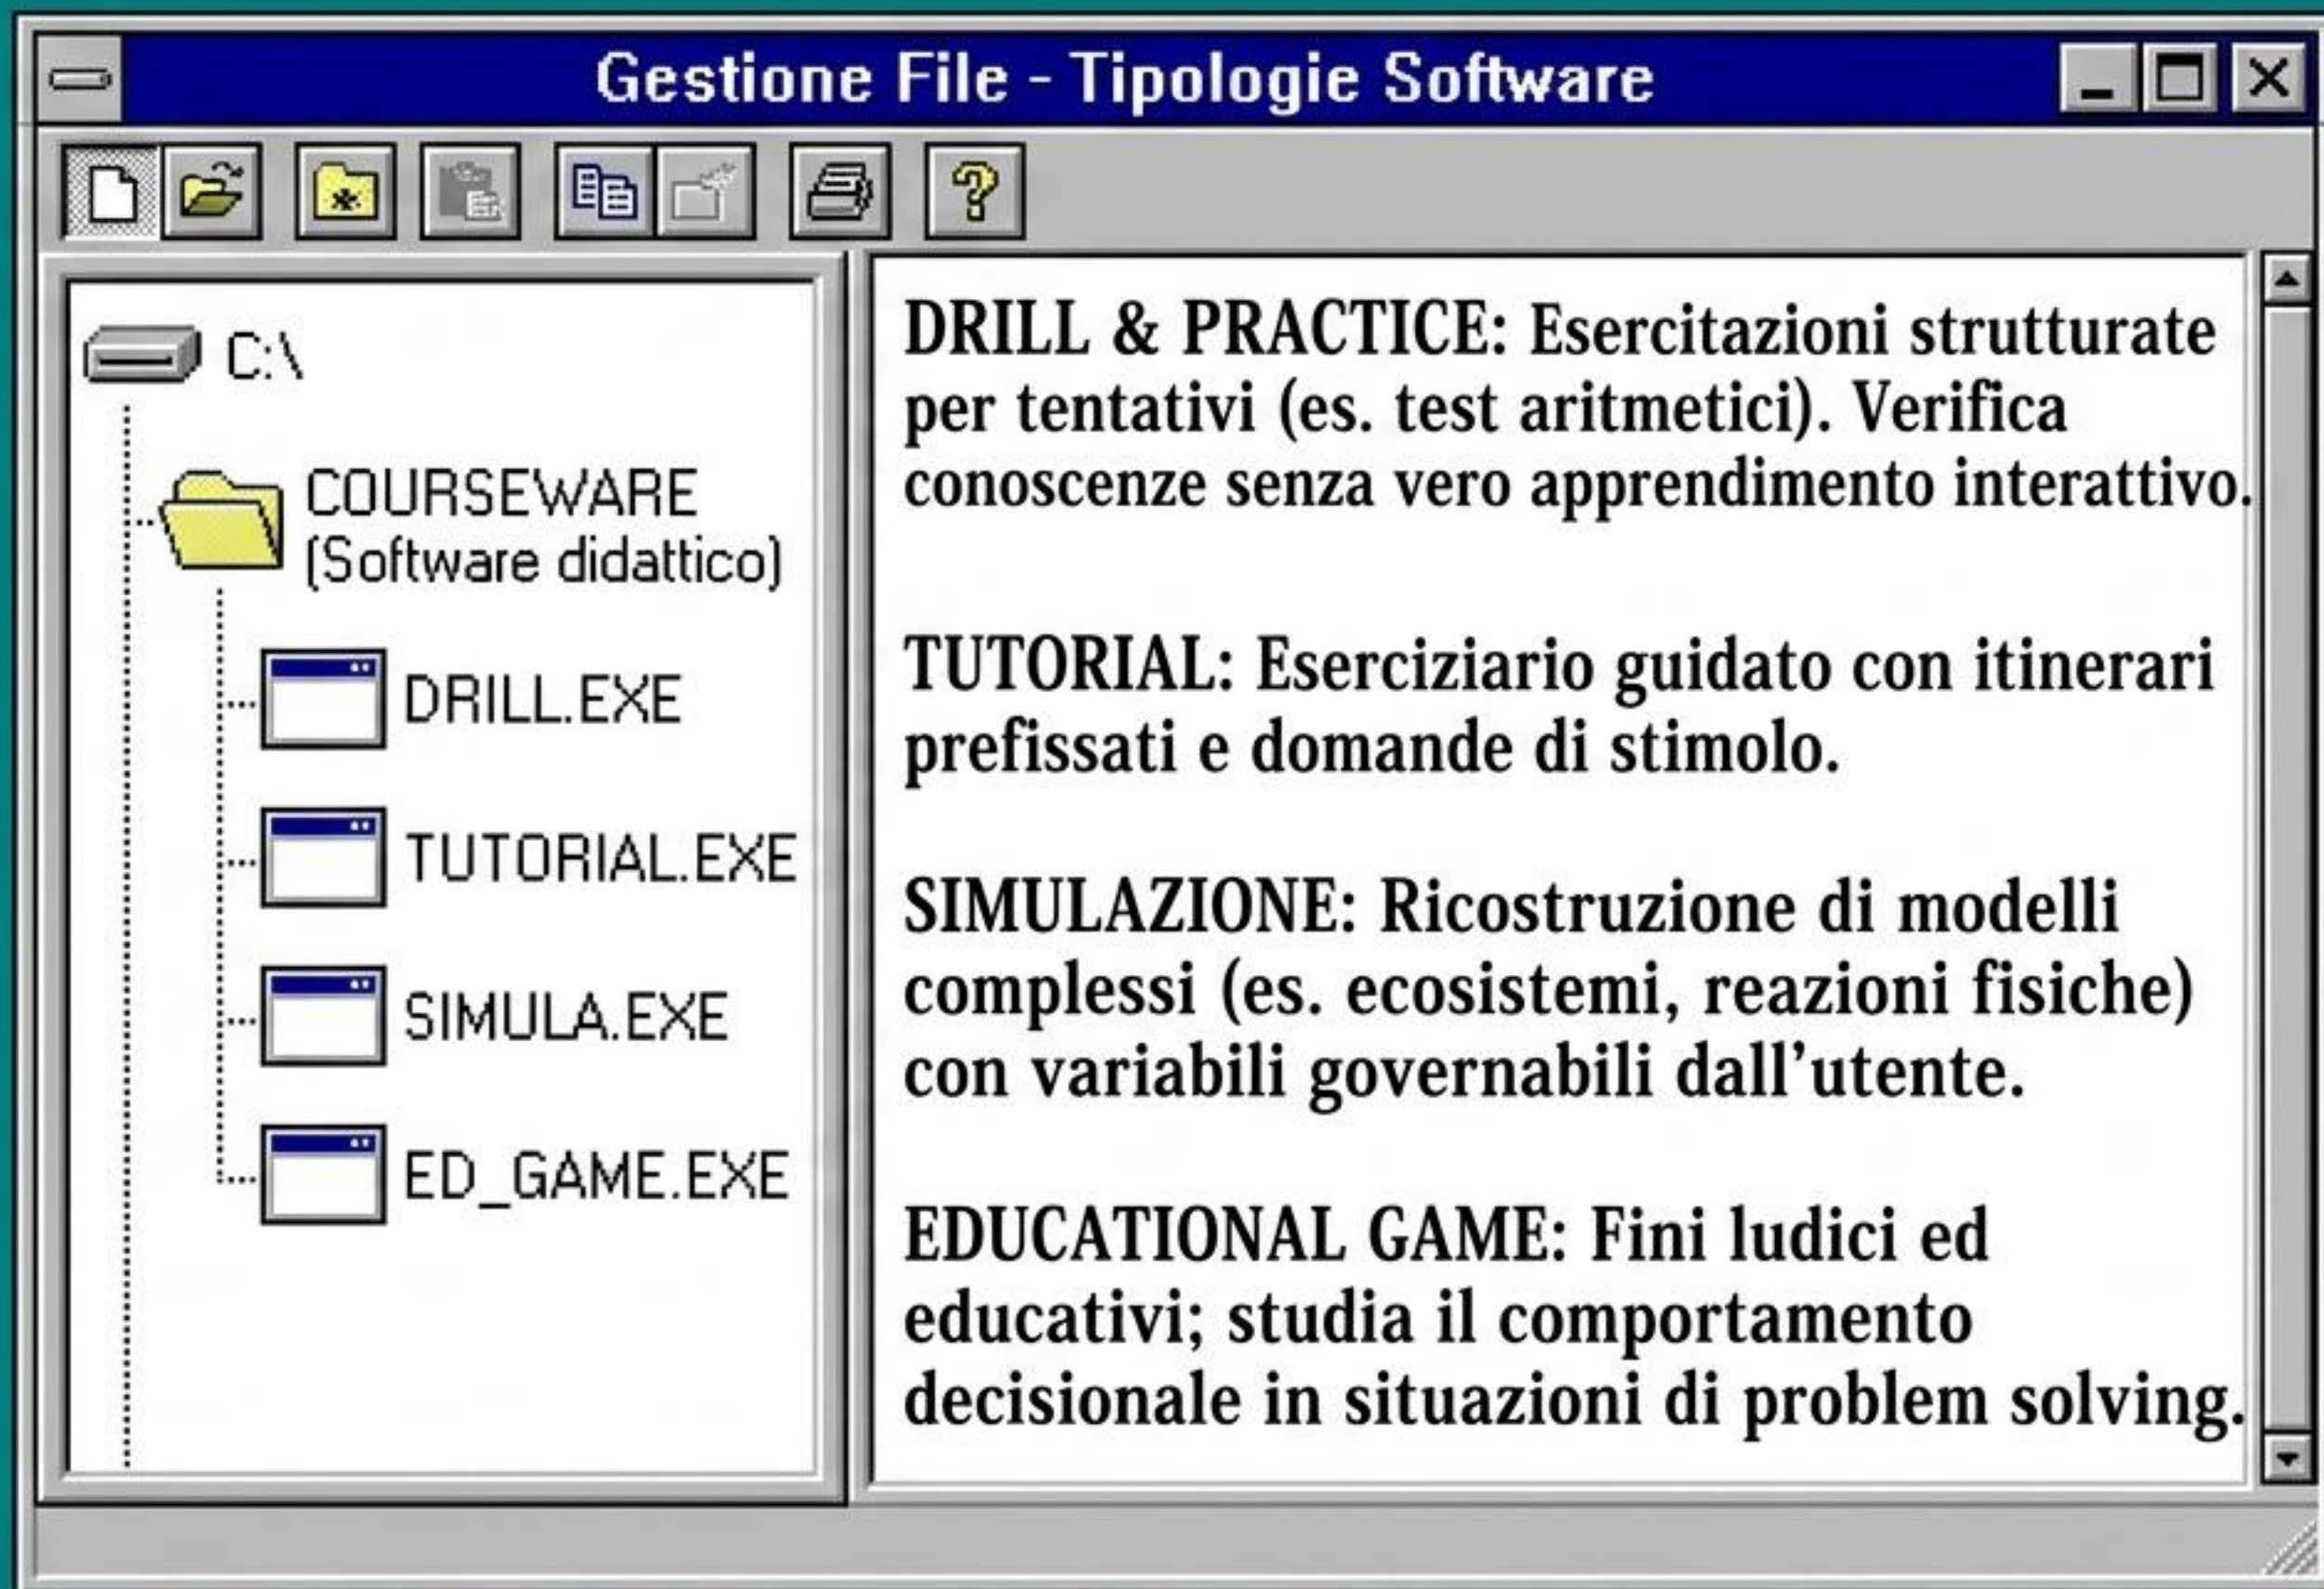 Gestione File - Tipologie Software
C:\
COURSEWARE
(Software didattico)
DRILL.EXE
TUTORIAL.EXE
SIMULA.EXE
ED_GAME.EXE
DRILL & PRACTICE: Esercitazioni strutturate
per tentativi (es. test aritmetici). Verifica
conoscenze senza vero apprendimento interattivo.
TUTORIAL: Eserciziario guidato con itinerari
prefissati e domande di stimolo.
SIMULAZIONE: Ricostruzione di modelli
complessi (es. ecosistemi, reazioni fisiche)
con variabili governabili dall'utente.
EDUCATIONAL GAME: Fini ludici ed
educativi; studia il comportamento
decisionale in situazioni di problem solving.